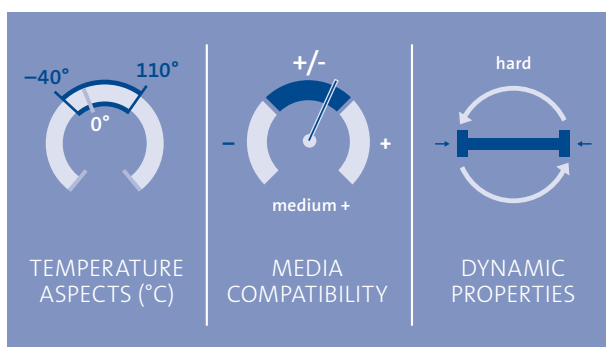 –40°
110°
0°
TEMPERATURE
ASPECTS (°C)
+/-
–
+
medium +
MEDIA
COMPATIBILITY
hard
DYNAMIC
PROPERTIES